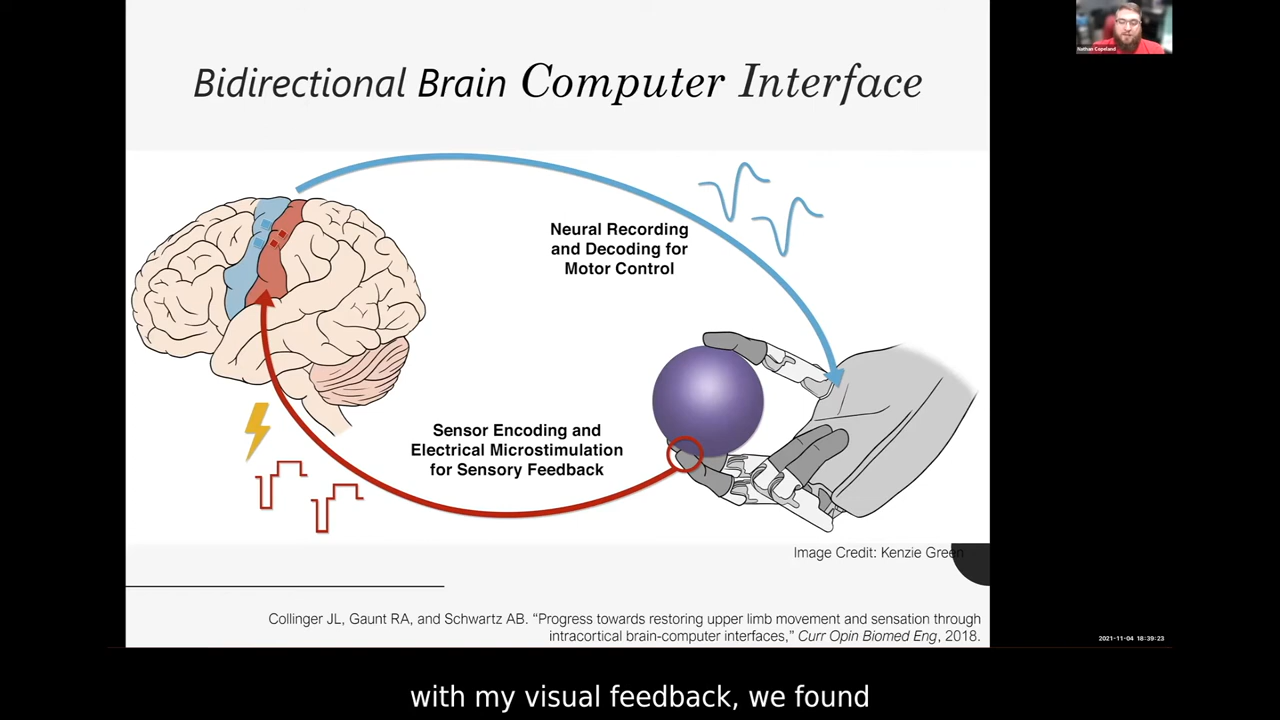 Nathan Copeland
Bidirectional Brain Computer Interface
Neural Recording
and Decoding for
Motor Control
Sensor Encoding and
Electrical Microstimulation
for Sensory Feedback
Image Credit: Kenzie Green
Collinger JL, Gaunt RA, and Schwartz AB. “Progress towards restoring upper limb movement and sensation through
intracortical brain-computer interfaces,” Curr Opin Biomed Eng, 2018.
2021-11-04 18:39:23
with my visual feedback, we found